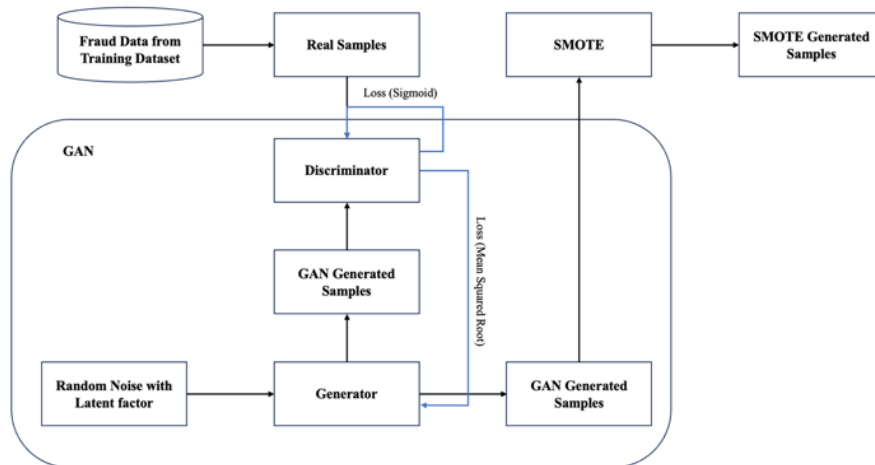 Fraud Data from
Training Dataset
Real Samples
SMOTE
SMOTE Generated
Samples
Loss (Sigmoid)
GAN
Discriminator
Loss (Mean Squared Root)
GAN Generated
Samples
Random Noise with
Latent factor
Generator
GAN Generated
Samples